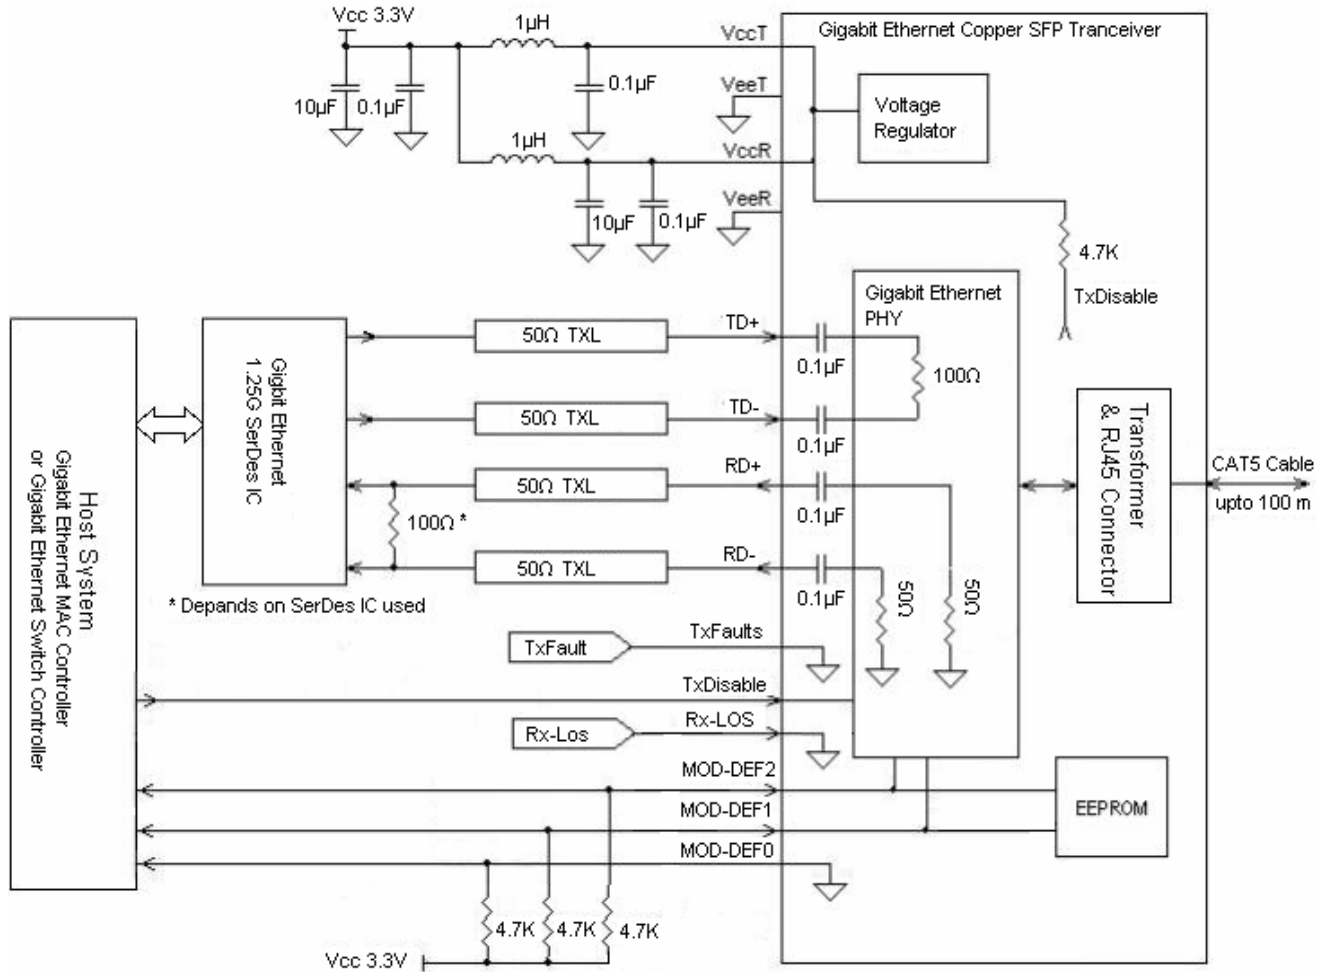 Vcc 3.3V
1µH
VccT
Gigabit Ethernet Copper SFP Tranceiver
10µF
0.1µF
0.1µF
VeeT
Voltage
Regulator
1µH
VccR
VeeR
10µF
0.1µF
4.7K
TxDisable
Gigabit Ethernet
PHY
50Ω TXL
TD+
0.1µF
100Ω
50Ω TXL
TD-
0.1µF
50Ω TXL
RD+
0.1µF
100Ω *
50Ω TXL
RD-
0.1µF
50Ω
50Ω
Gigbit Ethernet
1.25G SerDes IC
* Depands on SerDes IC used
Host System
Gigabit Ethernet MAC Controller
or Gigabit Ethernet Switch Controller
Transformer
& RJ45 Connector
CAT5 Cable
upto 100 m
TxFault
TxFaults
TxDisable
Rx-Los
Rx-LOS
MOD-DEF2
MOD-DEF1
MOD-DEF0
EEPROM
4.7K
4.7K
4.7K
Vcc 3.3V